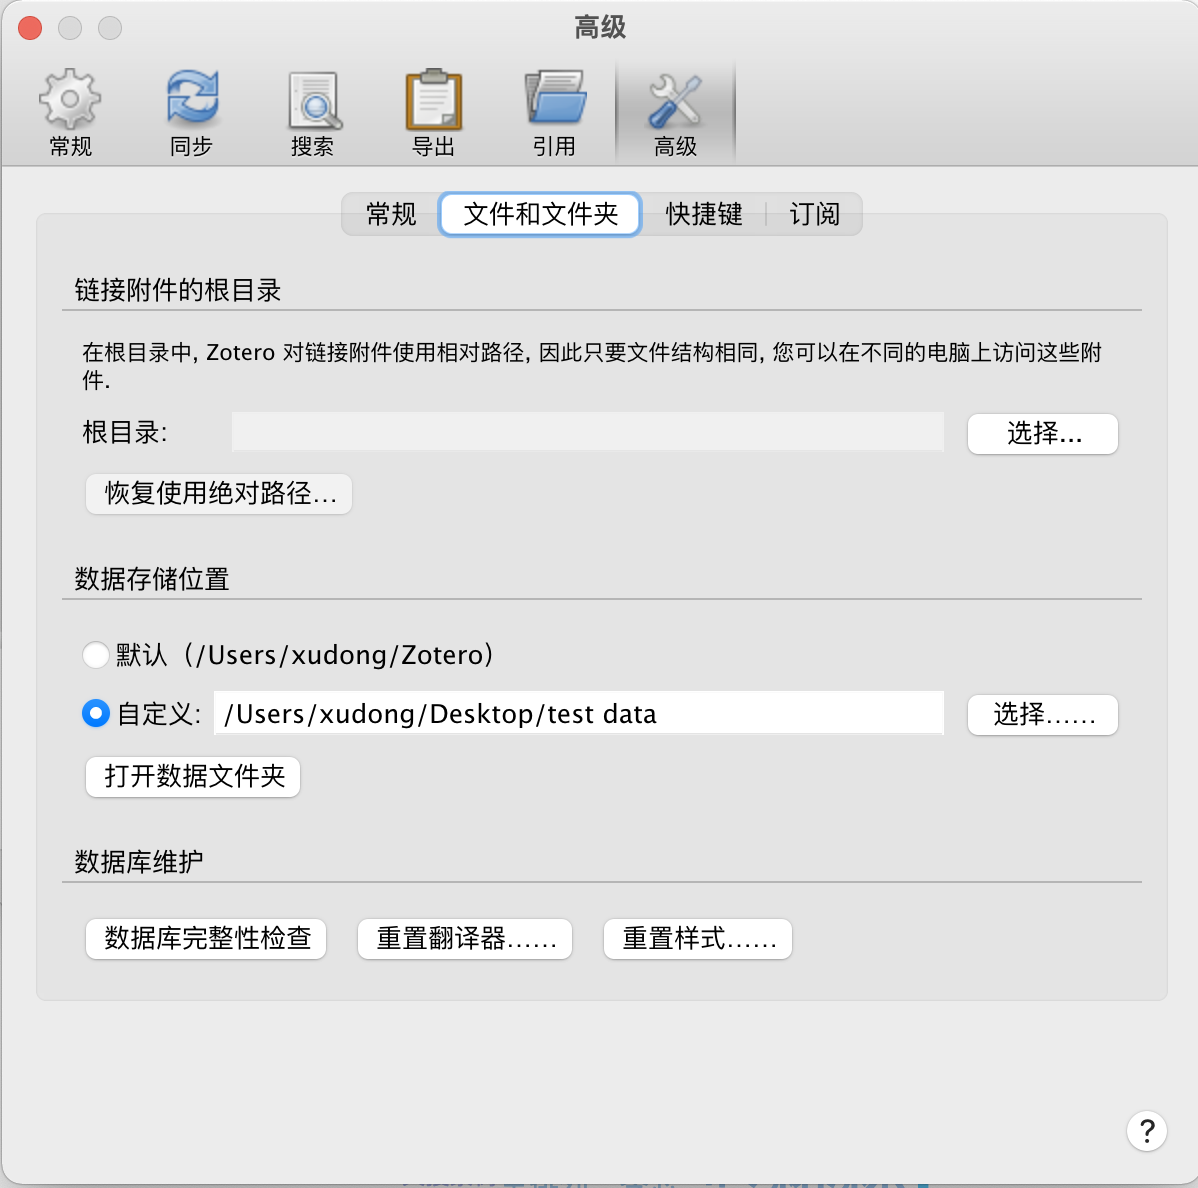 高级
常规 同步 搜索 导出 引用 高级
常规 文件和文件夹 快捷键 订阅
链接附件的根目录
在根目录中, Zotero 对链接附件使用相对路径, 因此只要文件结构相同, 您可以在不同的电脑上访问这些附
件.
根目录: 选择...
恢复使用绝对路径...
数据存储位置
默认（/Users/xudong/Zotero）
自定义: /Users/xudong/Desktop/test data 选择……
打开数据文件夹
数据库维护
数据库完整性检查 重置翻译器…… 重置样式……
?